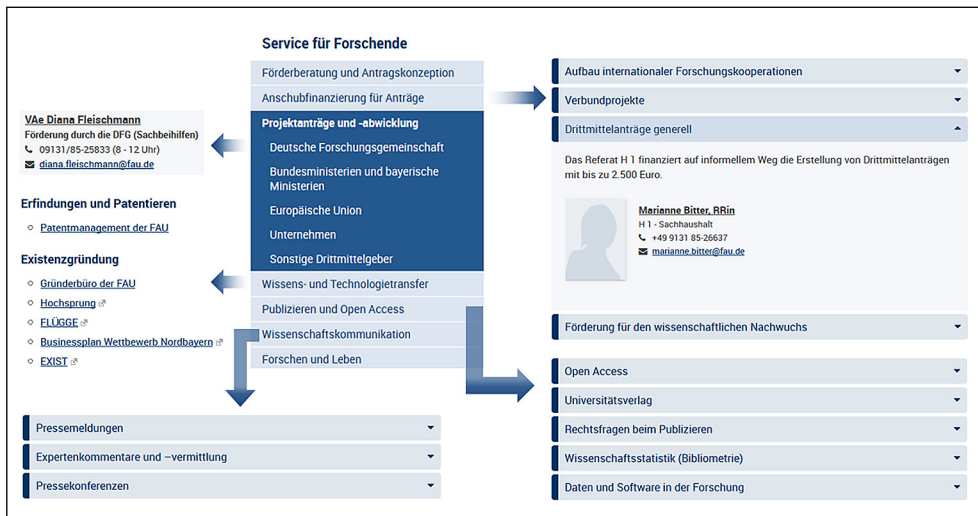 Service für Forschende
Förderberatung und Antragskonzeption
Anschubfinanzierung für Anträge
Projektanträge und -abwicklung
Deutsche Forschungsgemeinschaft
Bundesministerien und bayerische
Ministerien
Europäische Union
Unternehmen
Sonstige Drittmittelgeber
Wissens- und Technologietransfer
Publizieren und Open Access
Wissenschaftskommunikation
Forschen und Leben
VAe Diana Fleischmann
Förderung durch die DFG (Sachbeihilfen)
09131/85-25833 (8 - 12 Uhr)
diana.fleischmann@fau.de
Erfindungen und Patentieren
Patentmanagement der FAU
Existenzgründung
Gründerbüro der FAU
Hochsprung
FLÜGGE
Businessplan Wettbewerb Nordbayern
EXIST
Pressemeldungen
Expertenkommentare und –vermittlung
Pressekonferenzen
Aufbau internationaler Forschungskooperationen
Verbundprojekte
Drittmittelanträge generell
Das Referat H 1 finanziert auf informellem Weg die Erstellung von Drittmittelanträgen
mit bis zu 2.500 Euro.
Marianne Bitter, RRin
H 1 - Sachhaushalt
+49 9131 85-26637
marianne.bitter@fau.de
Förderung für den wissenschaftlichen Nachwuchs
Open Access
Universitätsverlag
Rechtsfragen beim Publizieren
Wissenschaftsstatistik (Bibliometrie)
Daten und Software in der Forschung